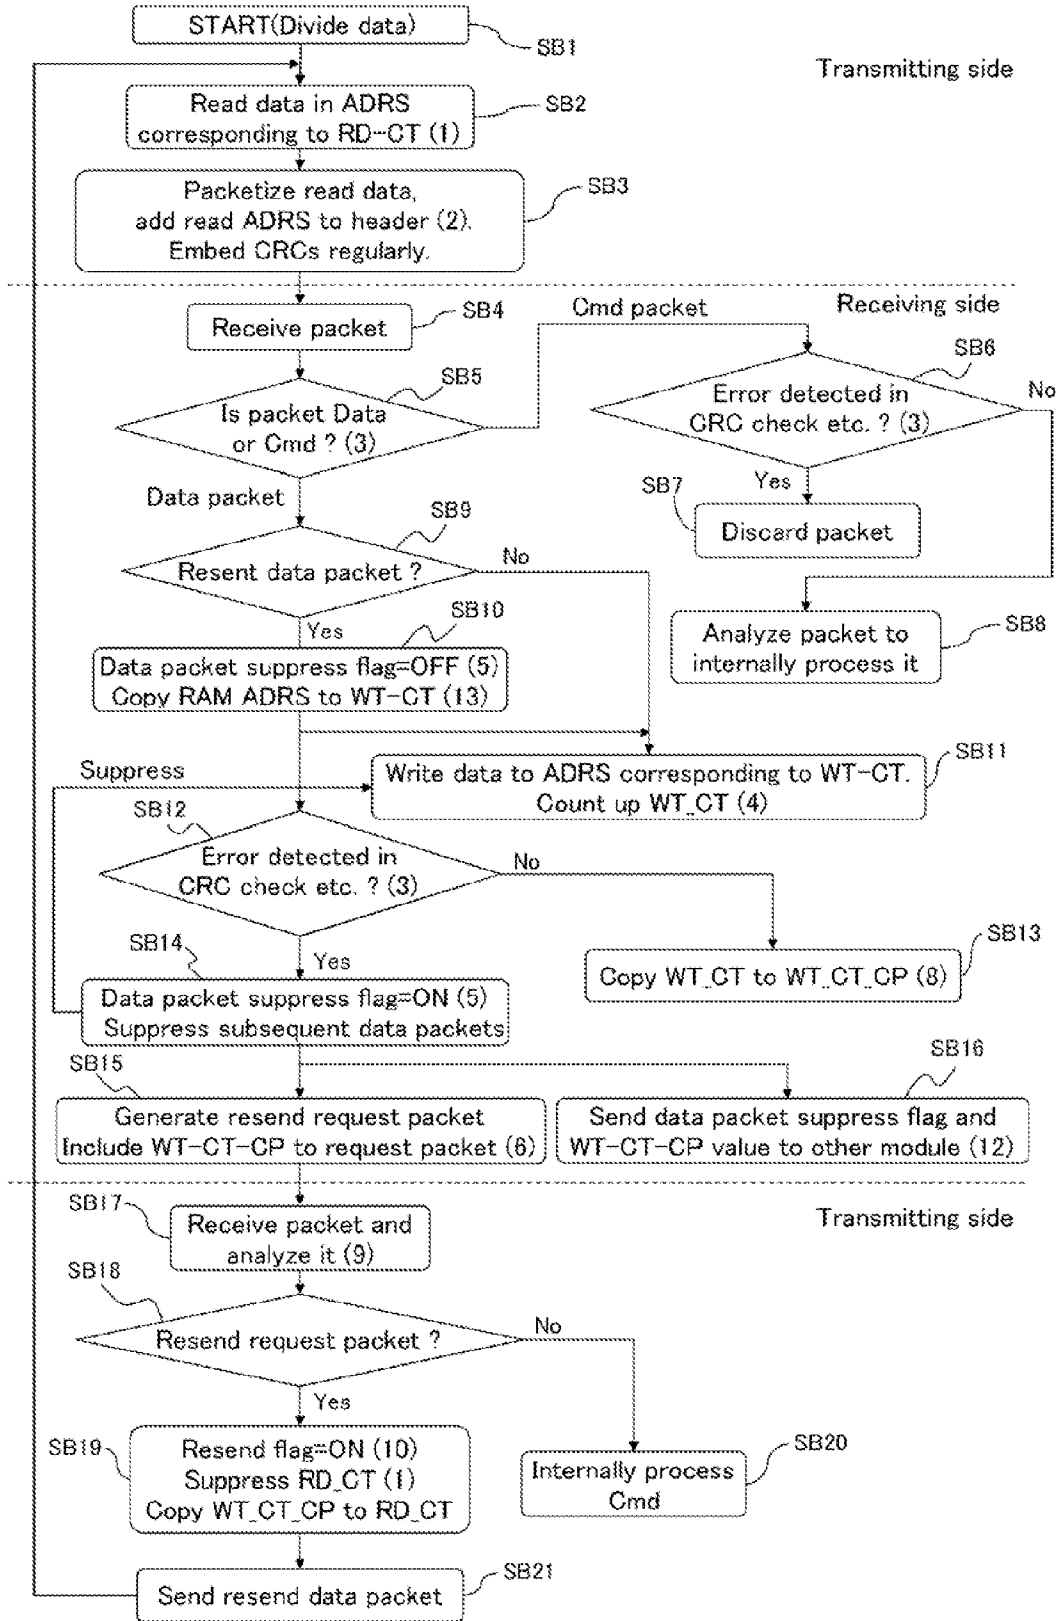 START(Divide data)
SB1
Transmitting side
Read data in ADRS
corresponding to RD-CT (1)
SB2
Packetize read data,
add read ADRS to header (2).
Embed CRCs regularly.
SB3
Receive packet
SB4
Cmd packet
Receiving side
SB5
Is packet Data
or Cmd ? (3)
SB6
Error detected in
CRC check etc. ? (3)
No
Yes
Data packet
SB7
Discard packet
SB9
Resent data packet ?
No
Yes
SB8
Analyze packet to
internally process it
SB10
Data packet suppress flag=OFF (5)
Copy RAM ADRS to WT-CT (13)
Suppress
SB11
Write data to ADRS corresponding to WT-CT.
Count up WT_CT (4)
SB12
Error detected in
CRC check etc. ? (3)
No
Yes
SB13
Copy WT_CT to WT_CT_CP (8)
SB14
Data packet suppress flag=ON (5)
Suppress subsequent data packets
SB15
Generate resend request packet
Include WT-CT-CP to request packet (6)
SB16
Send data packet suppress flag and
WT-CT-CP value to other module (12)
SB17
Receive packet and
analyze it (9)
Transmitting side
SB18
Resend request packet ?
No
Yes
SB19
Resend flag=ON (10)
Suppress RD_CT (1)
Copy WT_CT_CP to RD_CT
SB20
Internally process
Cmd
Send resend data packet
SB21